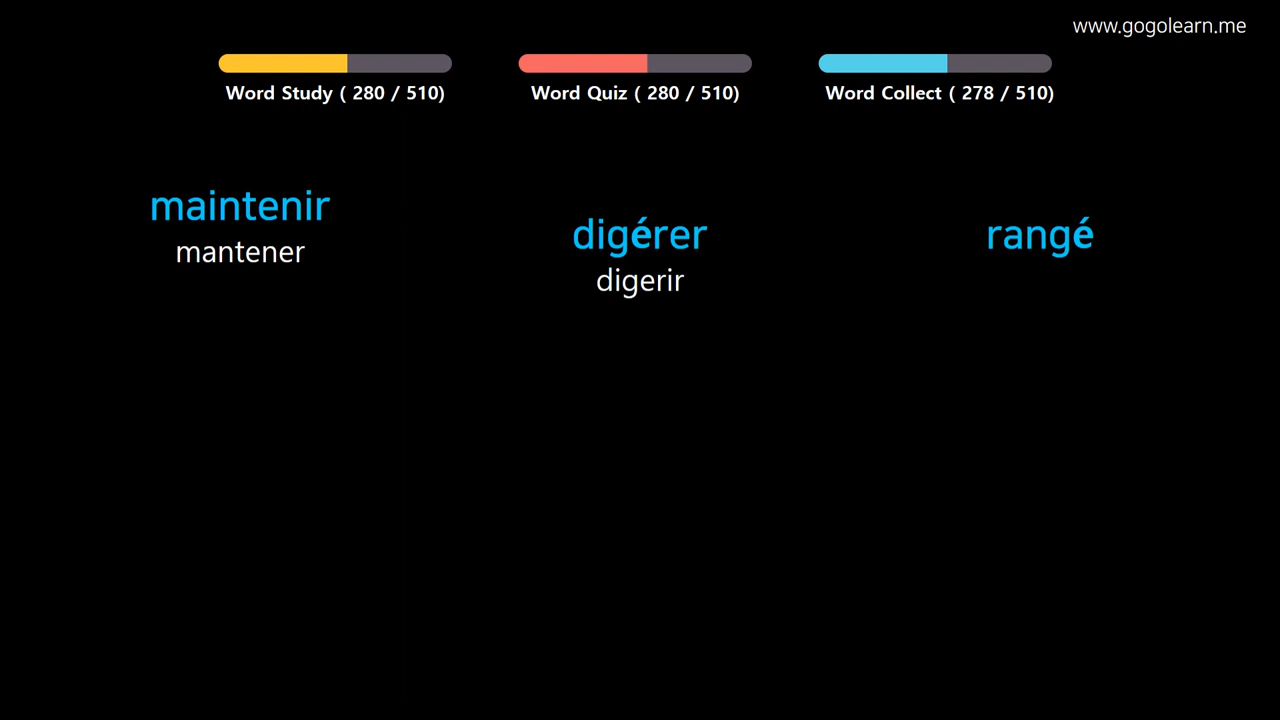 www.gogolearn.me
Word Study ( 280 / 510)
Word Quiz ( 280 / 510)
Word Collect ( 278 / 510)
maintenir
mantener
digérer
digerir
rangé